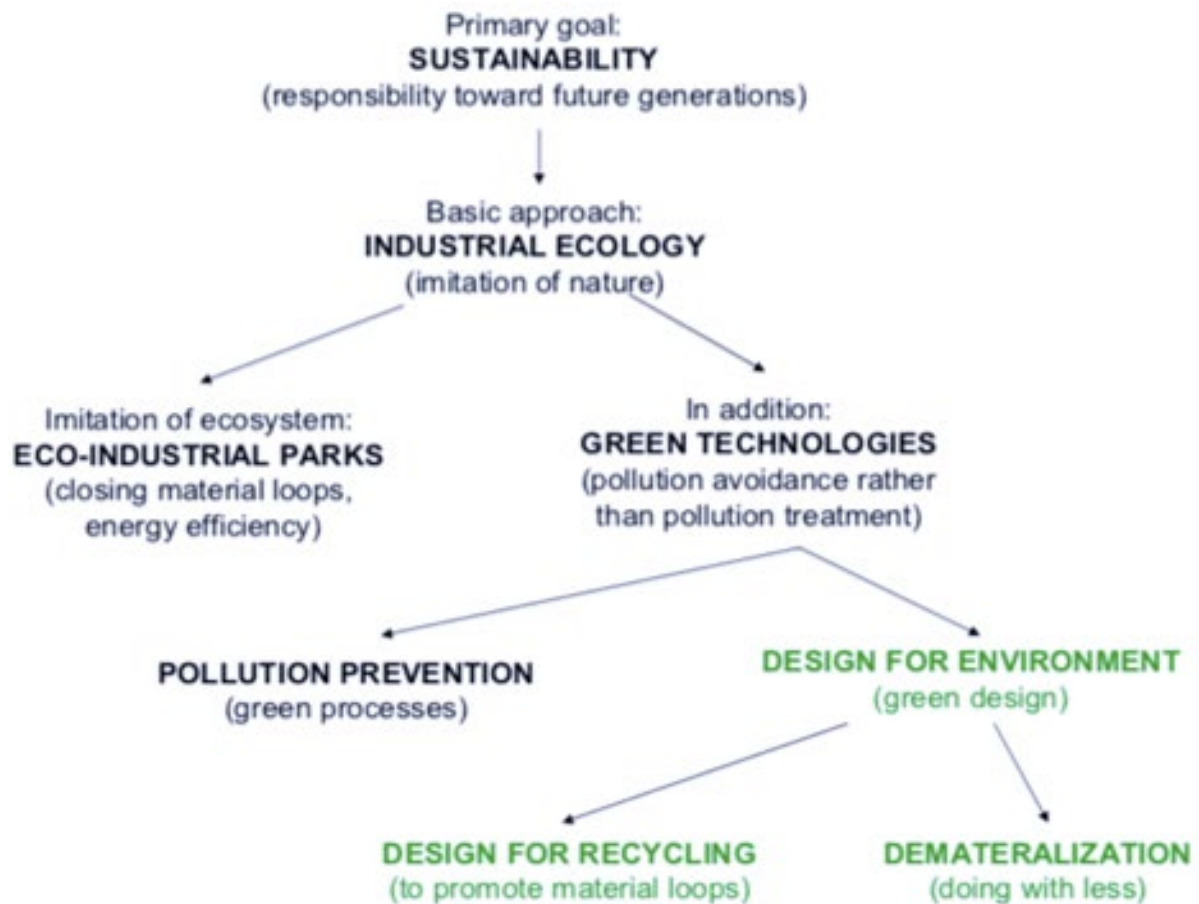 Primary goal:
SUSTAINABILITY
(responsibility toward future generations)
Basic approach:
INDUSTRIAL ECOLOGY
(imitation of nature)
Imitation of ecosystem:
ECO-INDUSTRIAL PARKS
(closing material loops,
energy efficiency)
In addition:
GREEN TECHNOLOGIES
(pollution avoidance rather
than pollution treatment)
POLLUTION PREVENTION
(green processes)
DESIGN FOR ENVIRONMENT
(green design)
DESIGN FOR RECYCLING
(to promote material loops)
DEMATERALIZATION
(doing with less)